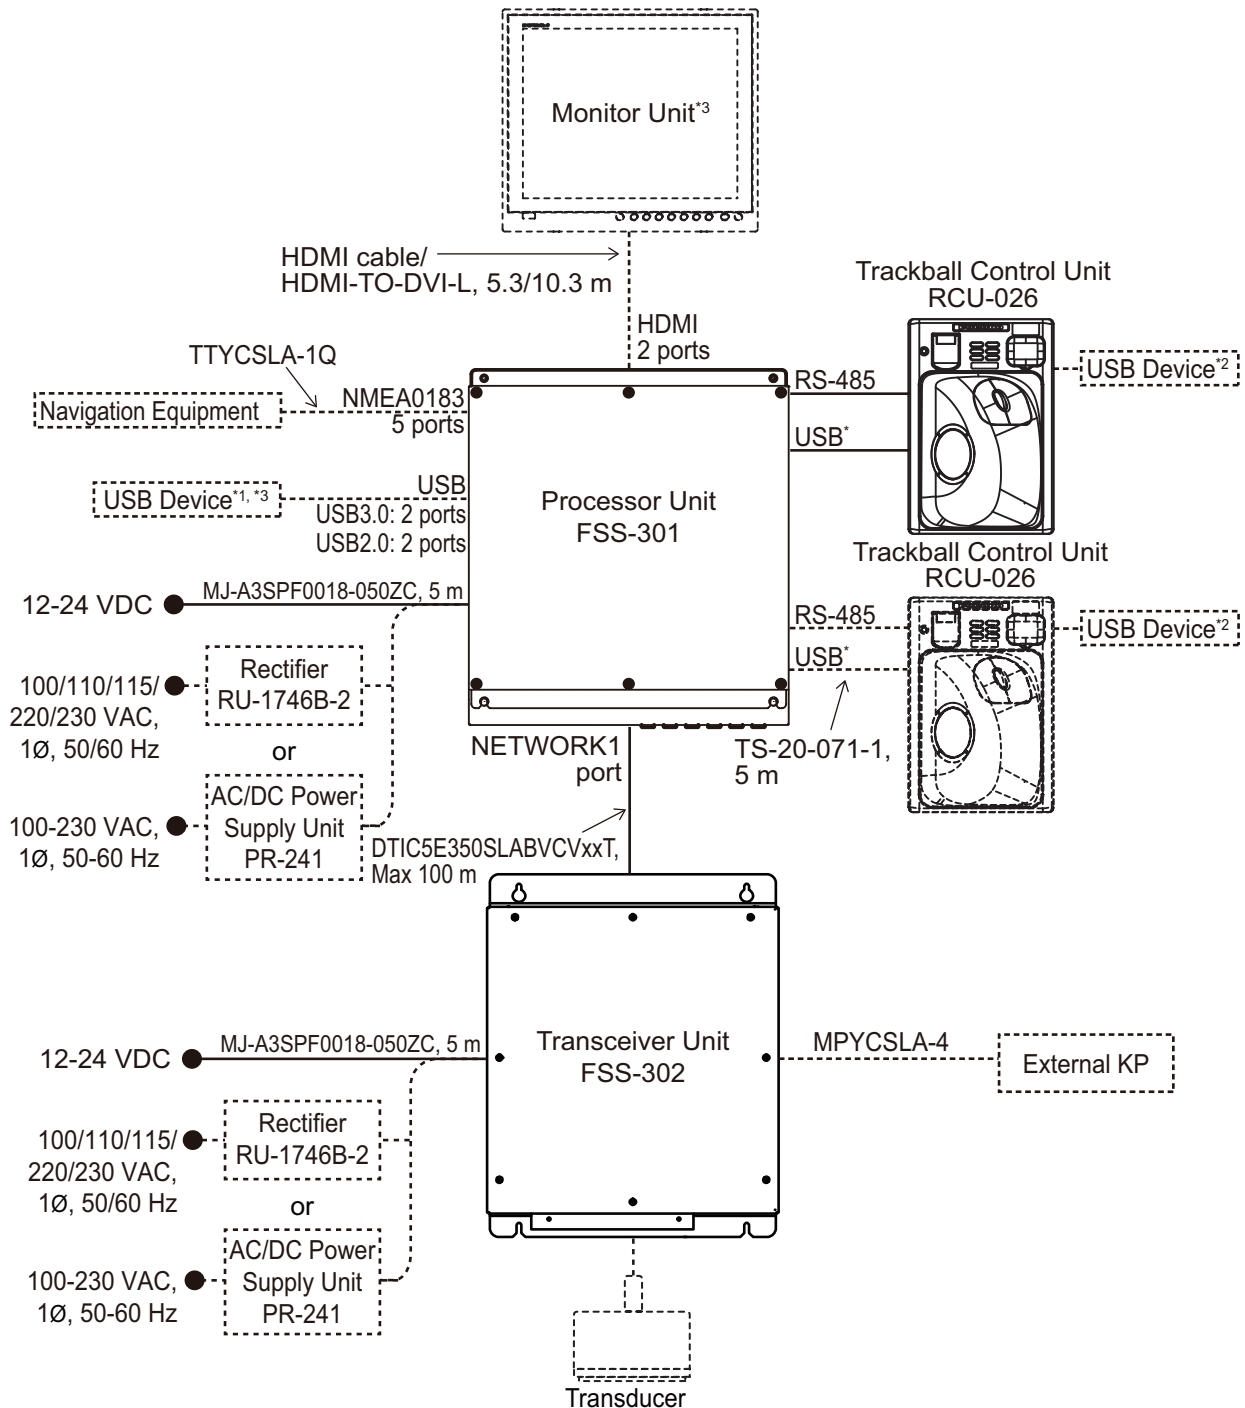 Monitor Unit*3
HDMI cable/
HDMI-TO-DVI-L, 5.3/10.3 m
HDMI
2 ports
Trackball Control Unit
RCU-026
TTYCSLA-1Q
Navigation Equipment
NMEA0183
5 ports
RS-485
USB Device*2
USB*
USB Device*1, *3
USB
USB3.0: 2 ports
USB2.0: 2 ports
Processor Unit
FSS-301
Trackball Control Unit
RCU-026
12-24 VDC
MJ-A3SPF0018-050ZC, 5 m
RS-485
USB Device*2
USB*
100/110/115/
220/230 VAC,
1Ø, 50/60 Hz
Rectifier
RU-1746B-2
or
NETWORK1
port
TS-20-071-1,
5 m
100-230 VAC,
1Ø, 50-60 Hz
AC/DC Power
Supply Unit
PR-241
DTIC5E350SLABVCVxxT,
Max 100 m
12-24 VDC
MJ-A3SPF0018-050ZC, 5 m
Transceiver Unit
FSS-302
MPYCSLA-4
External KP
100/110/115/
220/230 VAC,
1Ø, 50/60 Hz
Rectifier
RU-1746B-2
or
100-230 VAC,
1Ø, 50-60 Hz
AC/DC Power
Supply Unit
PR-241
Transducer